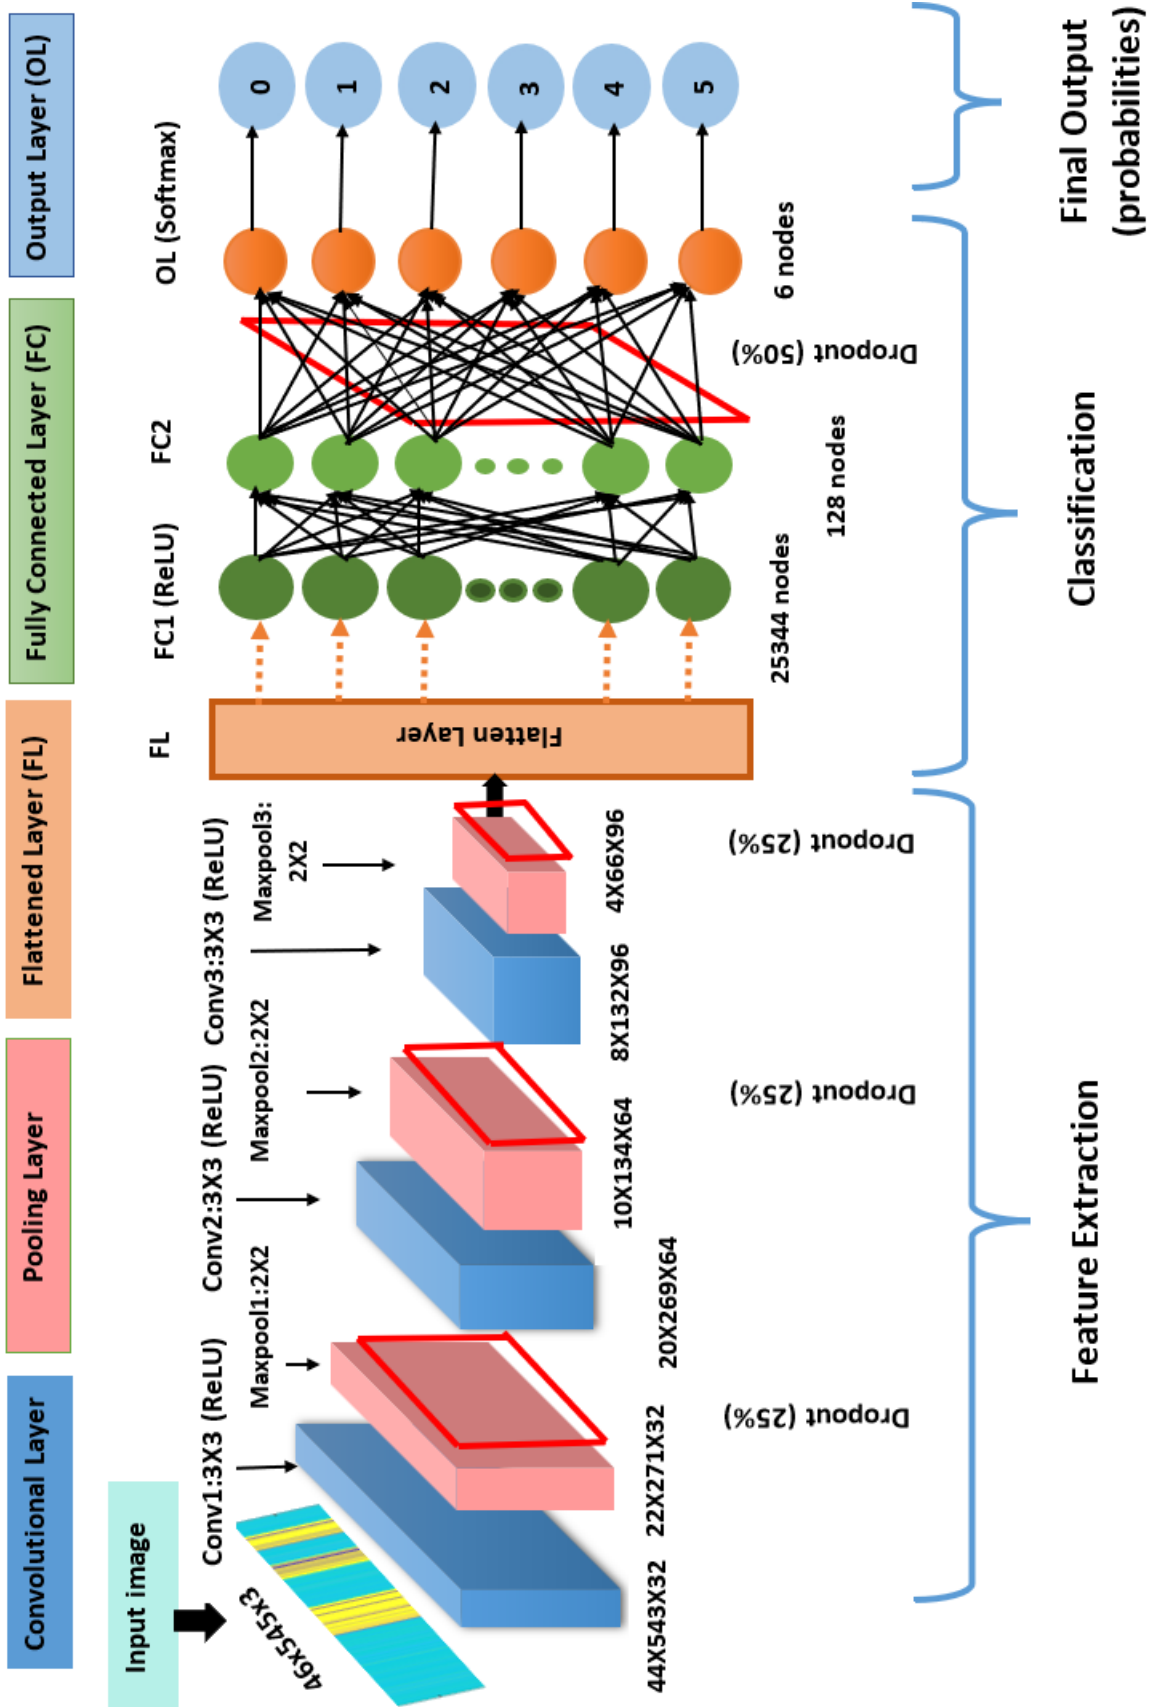 Convolutional Layer
Pooling Layer
Flattened Layer (FL)
Fully Connected Layer (FC)
Output Layer (OL)
Input image
46x545x3
Conv1:3X3 (ReLU)
Maxpool1:2X2
Conv2:3X3 (ReLU)
Maxpool2:2X2
Conv3:3X3 (ReLU)
Maxpool3:
2X2
FL
FC1 (ReLU)
FC2
OL (Softmax)
Flatten Layer
0
1
2
3
4
5
44X543X32
22X271X32
20X269X64
10X134X64
8X132X96
4X66X96
25344 nodes
128 nodes
6 nodes
Dropout (25%)
Dropout (25%)
Dropout (25%)
Dropout (50%)
Feature Extraction
Classification
Final Output
(probabilities)